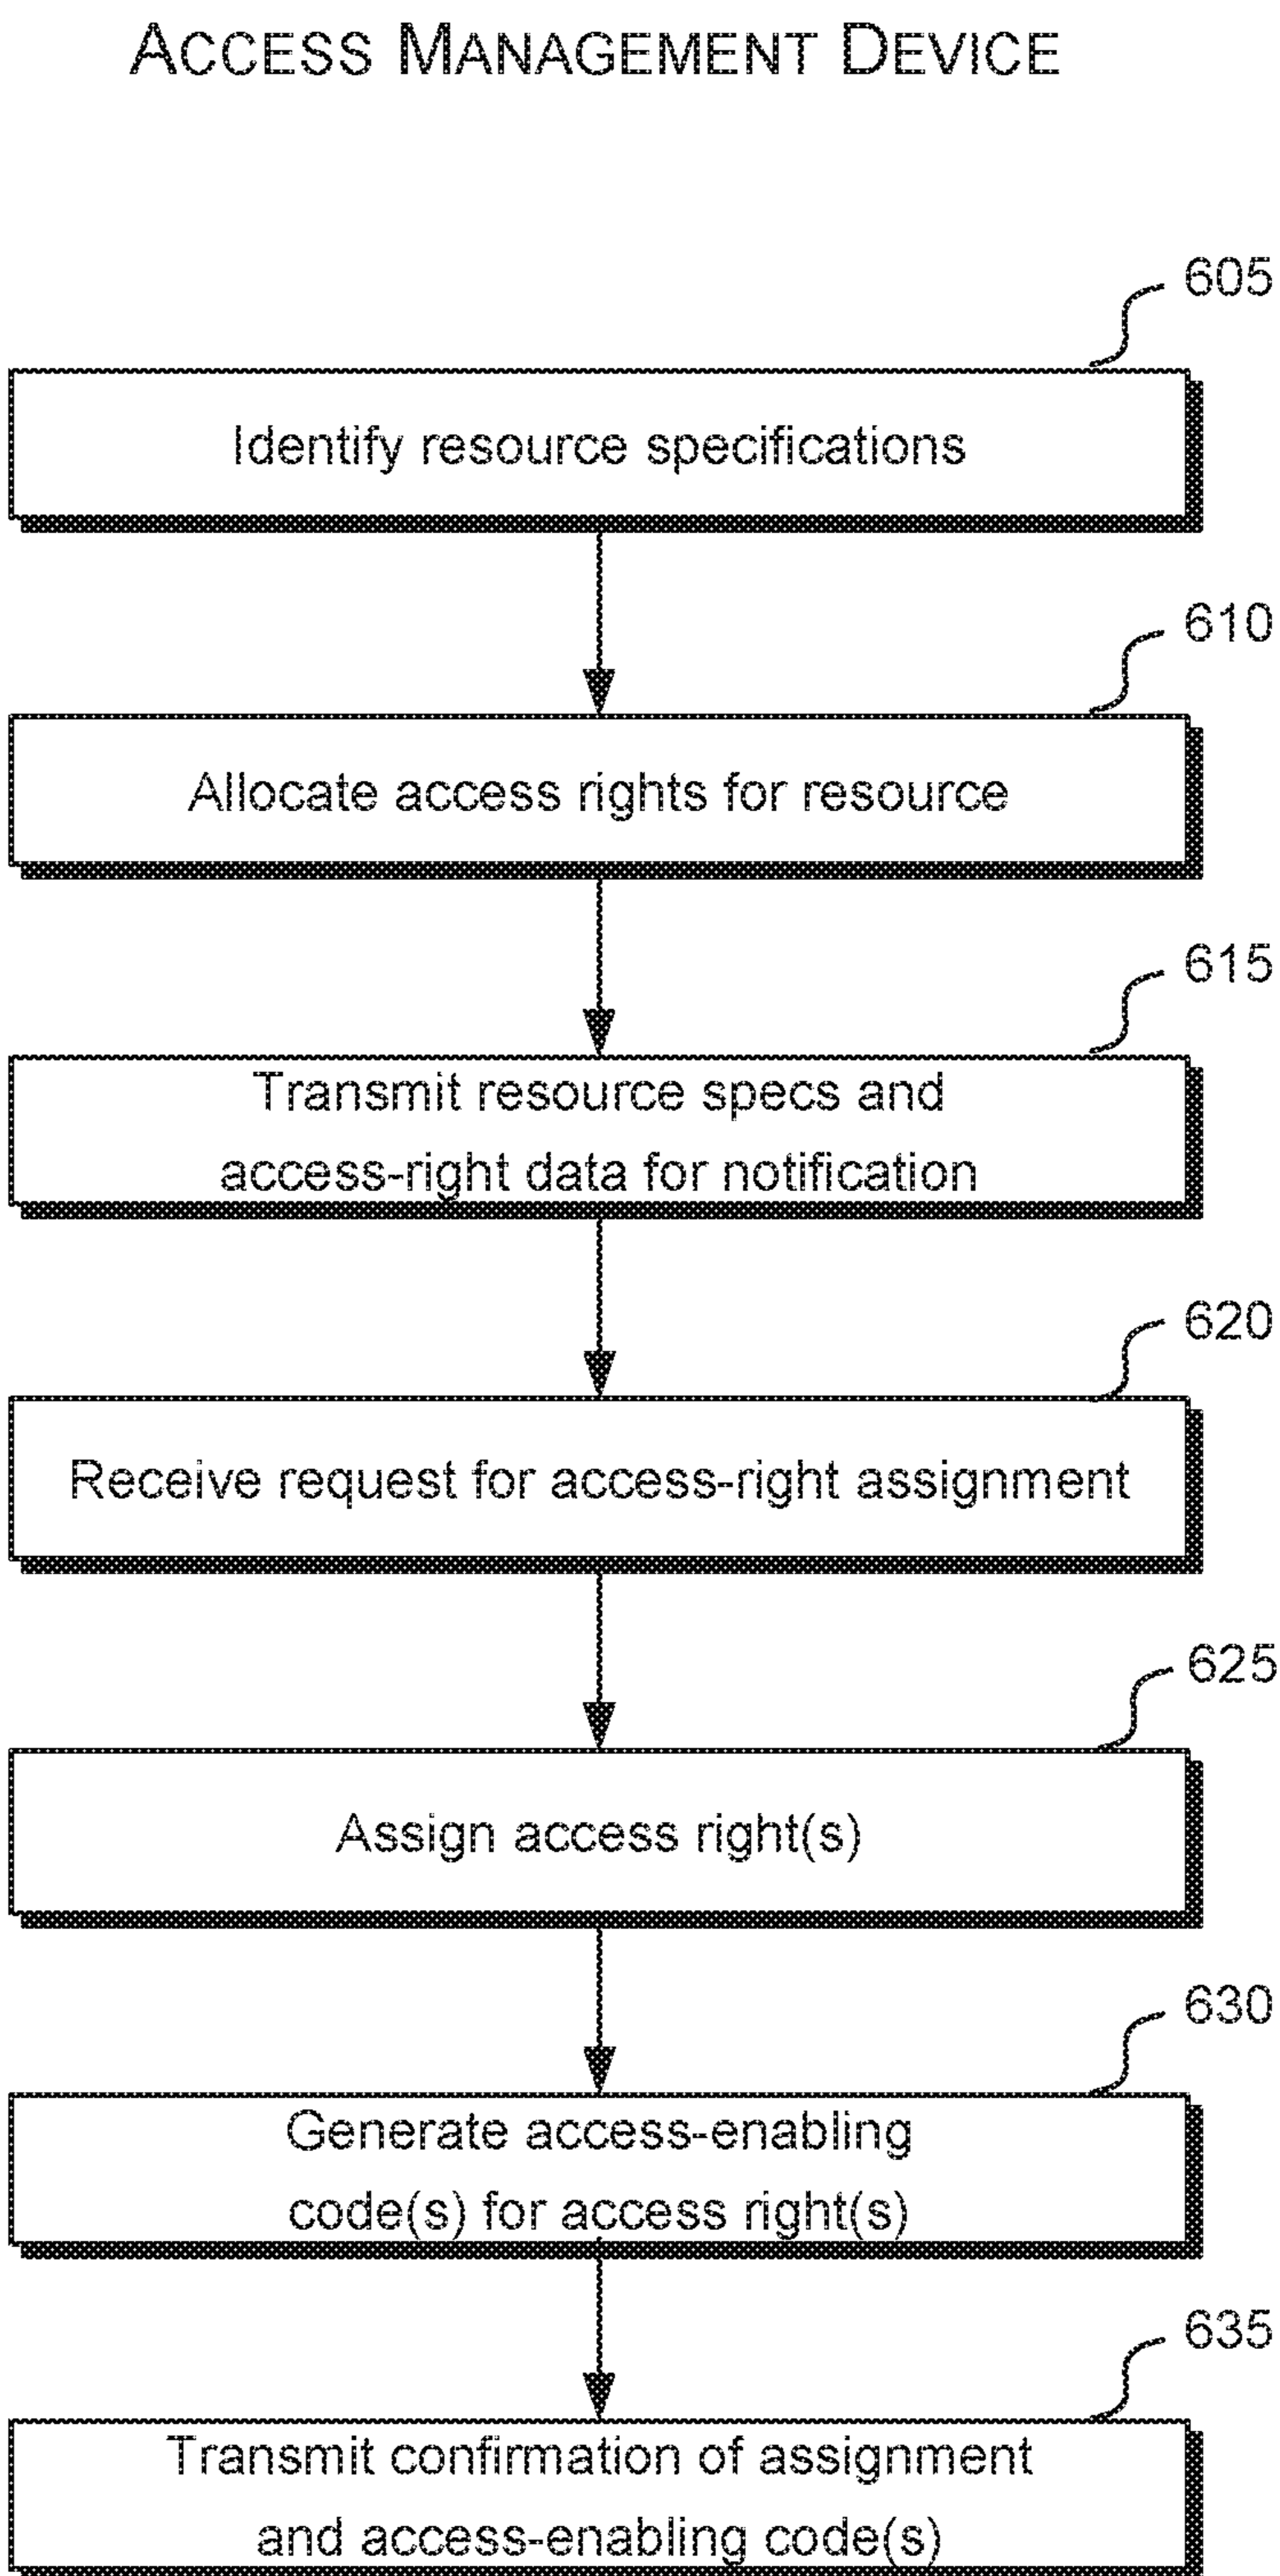 ACCESS MANAGEMENT DEVICE
605
Identify resource specifications
610
Allocate access rights for resource
615
Transmit resource specs and
access-right data for notification
620
Receive request for access-right assignment
625
Assign access right(s)
630
Generate access-enabling
code(s) for access right(s)
635
Transmit confirmation of assignment
and access-enabling code(s)